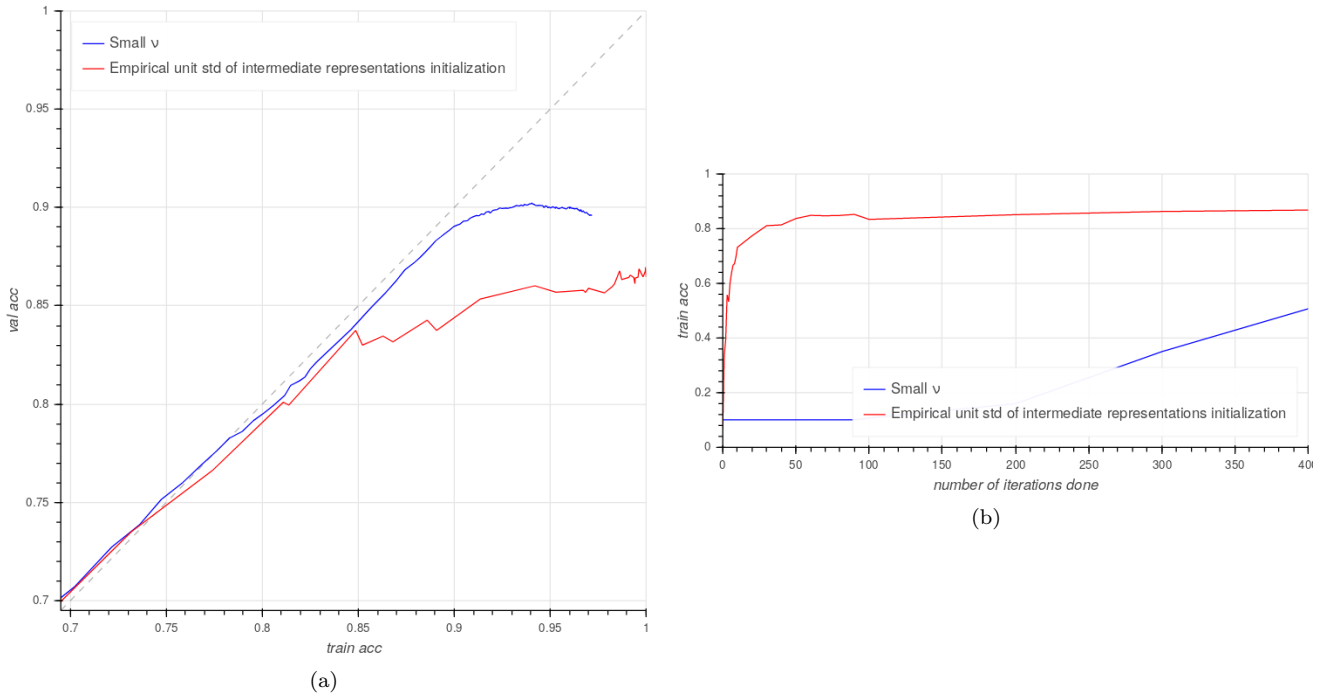 1
0.95
0.9
0.85
0.8
0.75
0.7
val acc
Small ν
Empirical unit std of intermediate representations initialization
0.7 0.75 0.8 0.85 0.9 0.95 1
train acc
(a)
1
0.8
0.6
0.4
0.2
0
train acc
Small ν
Empirical unit std of intermediate representations initialization
0 50 100 150 200 250 300 350 40
number of iterations done
(b)